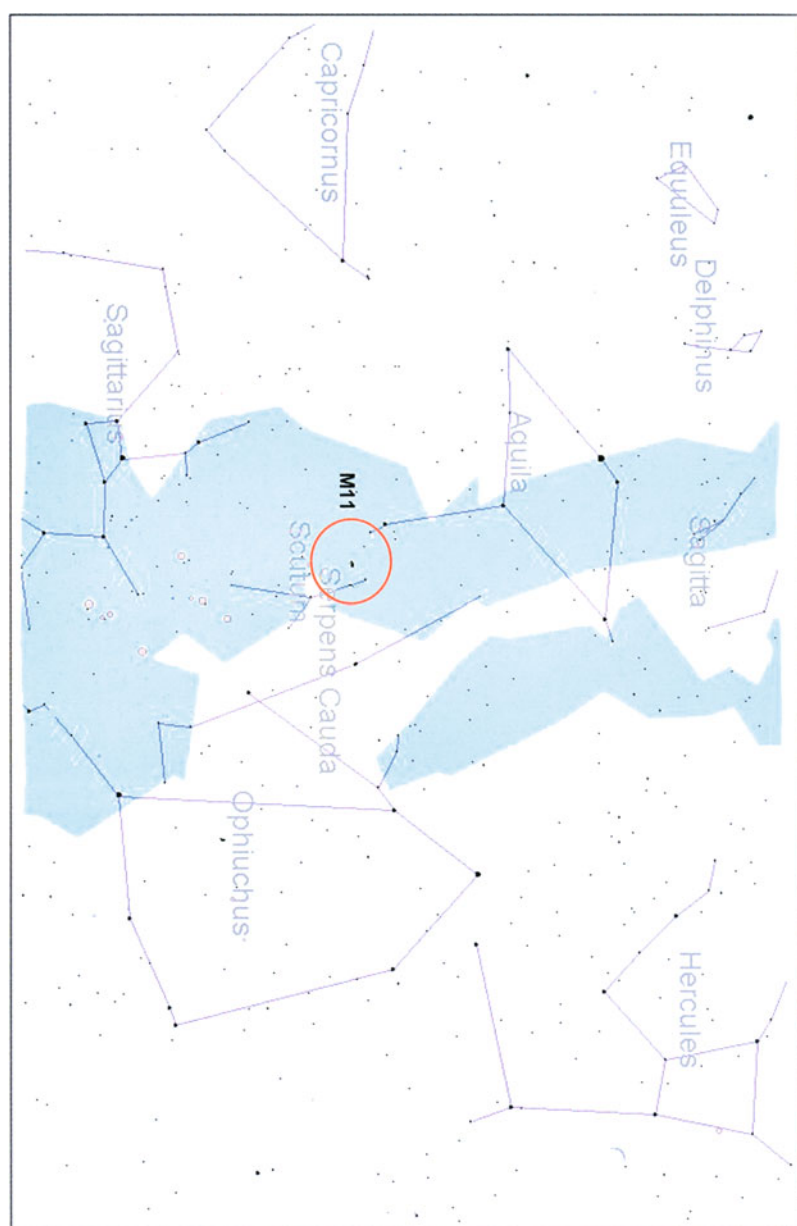 Capricornus
Equuleus
Delphinus
Sagittarius
Aquila
M11
Sagitta
Scutum
Serpens Cauda
Ophiuchus
Hercules